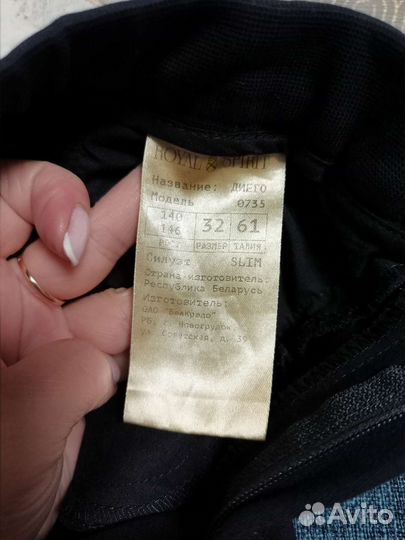 ROYAL & SPIRIT
Название: ДИЕГО
Модель 0735
140
146 32 61
РОСТ РАЗМЕР ТАЛИЯ
Силуэт SLIM
Страна-изготовитель:
Республика Беларусь
Изготовитель:
ОАО "Белкредо"
РБ, г. Новогрудок,
ул. Советская, д. 39
Avito